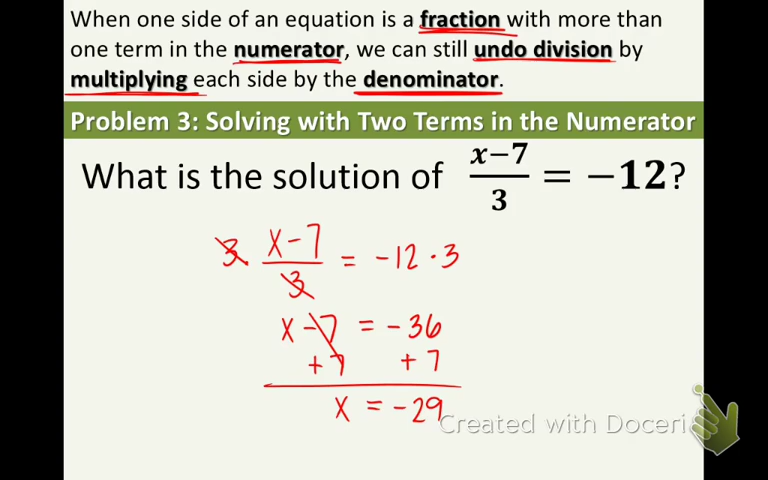 When one side of an equation is a fraction with more than
one term in the numerator, we can still undo division by
multiplying each side by the denominator.
Problem 3: Solving with Two Terms in the Numerator
What is the solution of x−7/3 = −12?
3 x-7/3 = -12 · 3
x -7 = -36
+7 +7
x = -29
Created with Doceri